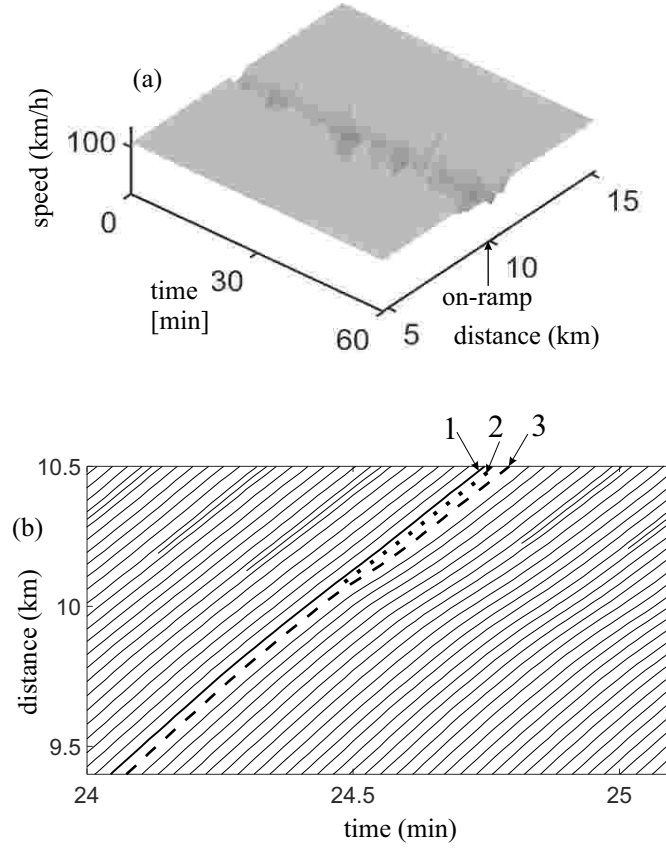 (a)
speed (km/h)
100
0
30
60
time
[min]
5
10
15
on-ramp
distance (km)
1 2 3
(b)
10.5
10
9.5
distance (km)
24
24.5
25
time (min)